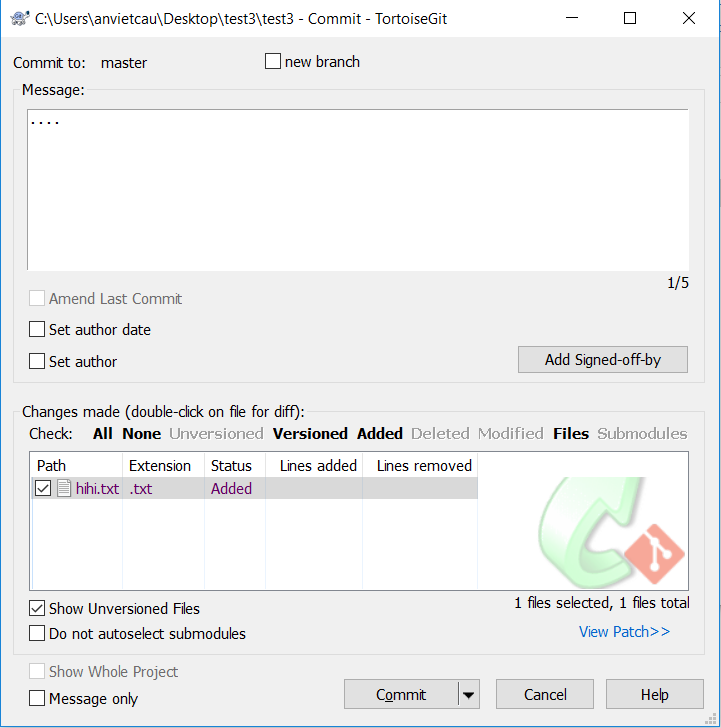 C:\Users\anvietcau\Desktop\test3\test3 - Commit - TortoiseGit
Commit to: master new branch
Message:
....
1/5
Amend Last Commit
Set author date
Set author Add Signed-off-by
Changes made (double-click on file for diff):
Check: All None Unversioned Versioned Added Deleted Modified Files Submodules
Path Extension Status Lines added Lines removed
hihi.txt .txt Added
Show Unversioned Files 1 files selected, 1 files total
Do not autoselect submodules View Patch>>
Show Whole Project
Message only Commit Cancel Help